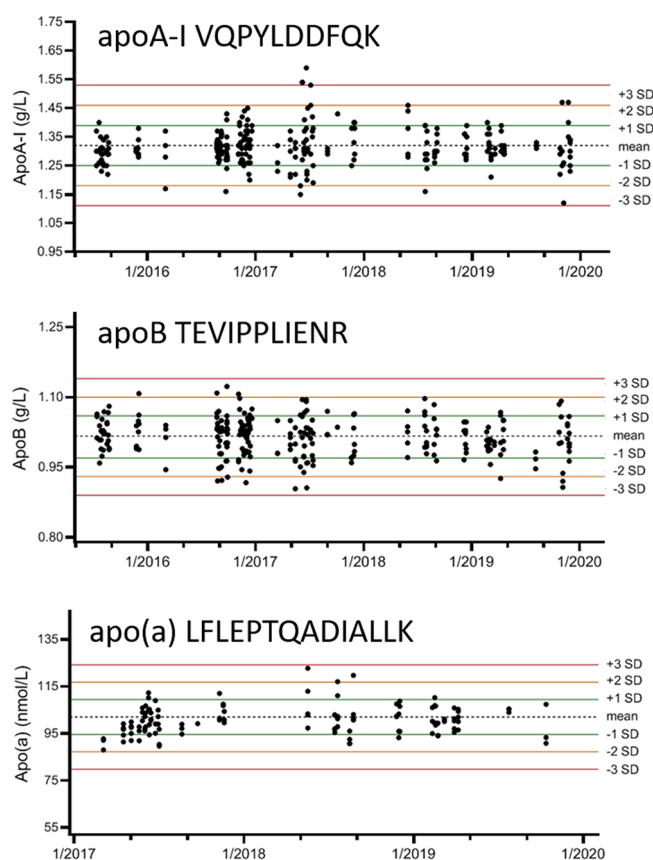 apoA-I VQPYLDDFQK
ApoA-I (g/L)
1.75
1.65
1.55
1.45
1.35
1.25
1.15
1.05
0.95
+3 SD
+2 SD
+1 SD
mean
-1 SD
-2 SD
-3 SD
1/2016
1/2017
1/2018
1/2019
1/2020
apoB TEVIPPLIENR
ApoB (g/L)
1.25
1.10
0.95
0.80
+3 SD
+2 SD
+1 SD
mean
-1 SD
-2 SD
-3 SD
1/2016
1/2017
1/2018
1/2019
1/2020
apo(a) LFLEPTQADIALLK
Apo(a) (nmol/L)
135
115
95
75
55
+3 SD
+2 SD
+1 SD
mean
-1 SD
-2 SD
-3 SD
1/2017
1/2018
1/2019
1/2020